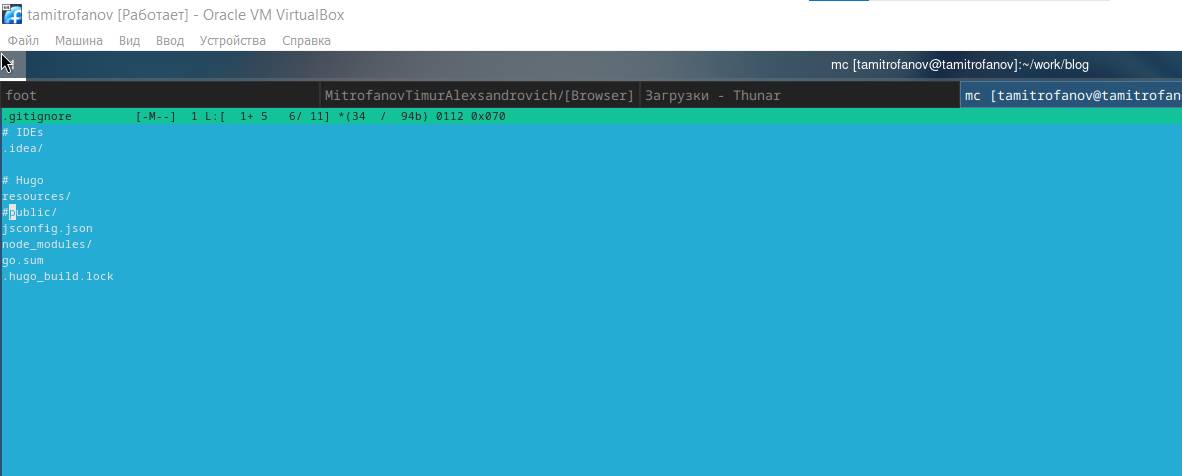 tamitrofanov [Работает] - Oracle VM VirtualBox
Файл Машина Вид Ввод Устройства Справка
mc [tamitrofanov@tamitrofanov]:~/work/blog
foot MitrofanovTimurAlexsandrovich/[Browser] Загрузки - Thunar mc [tamitrofanov@tamitrofan
.gitignore [-M--] 1 L:[ 1+ 5 6/ 11] *(34 / 94b) 0112 0x070
# IDEs
.idea/
# Hugo
resources/
#public/
jsconfig.json
node_modules/
go.sum
.hugo_build.lock